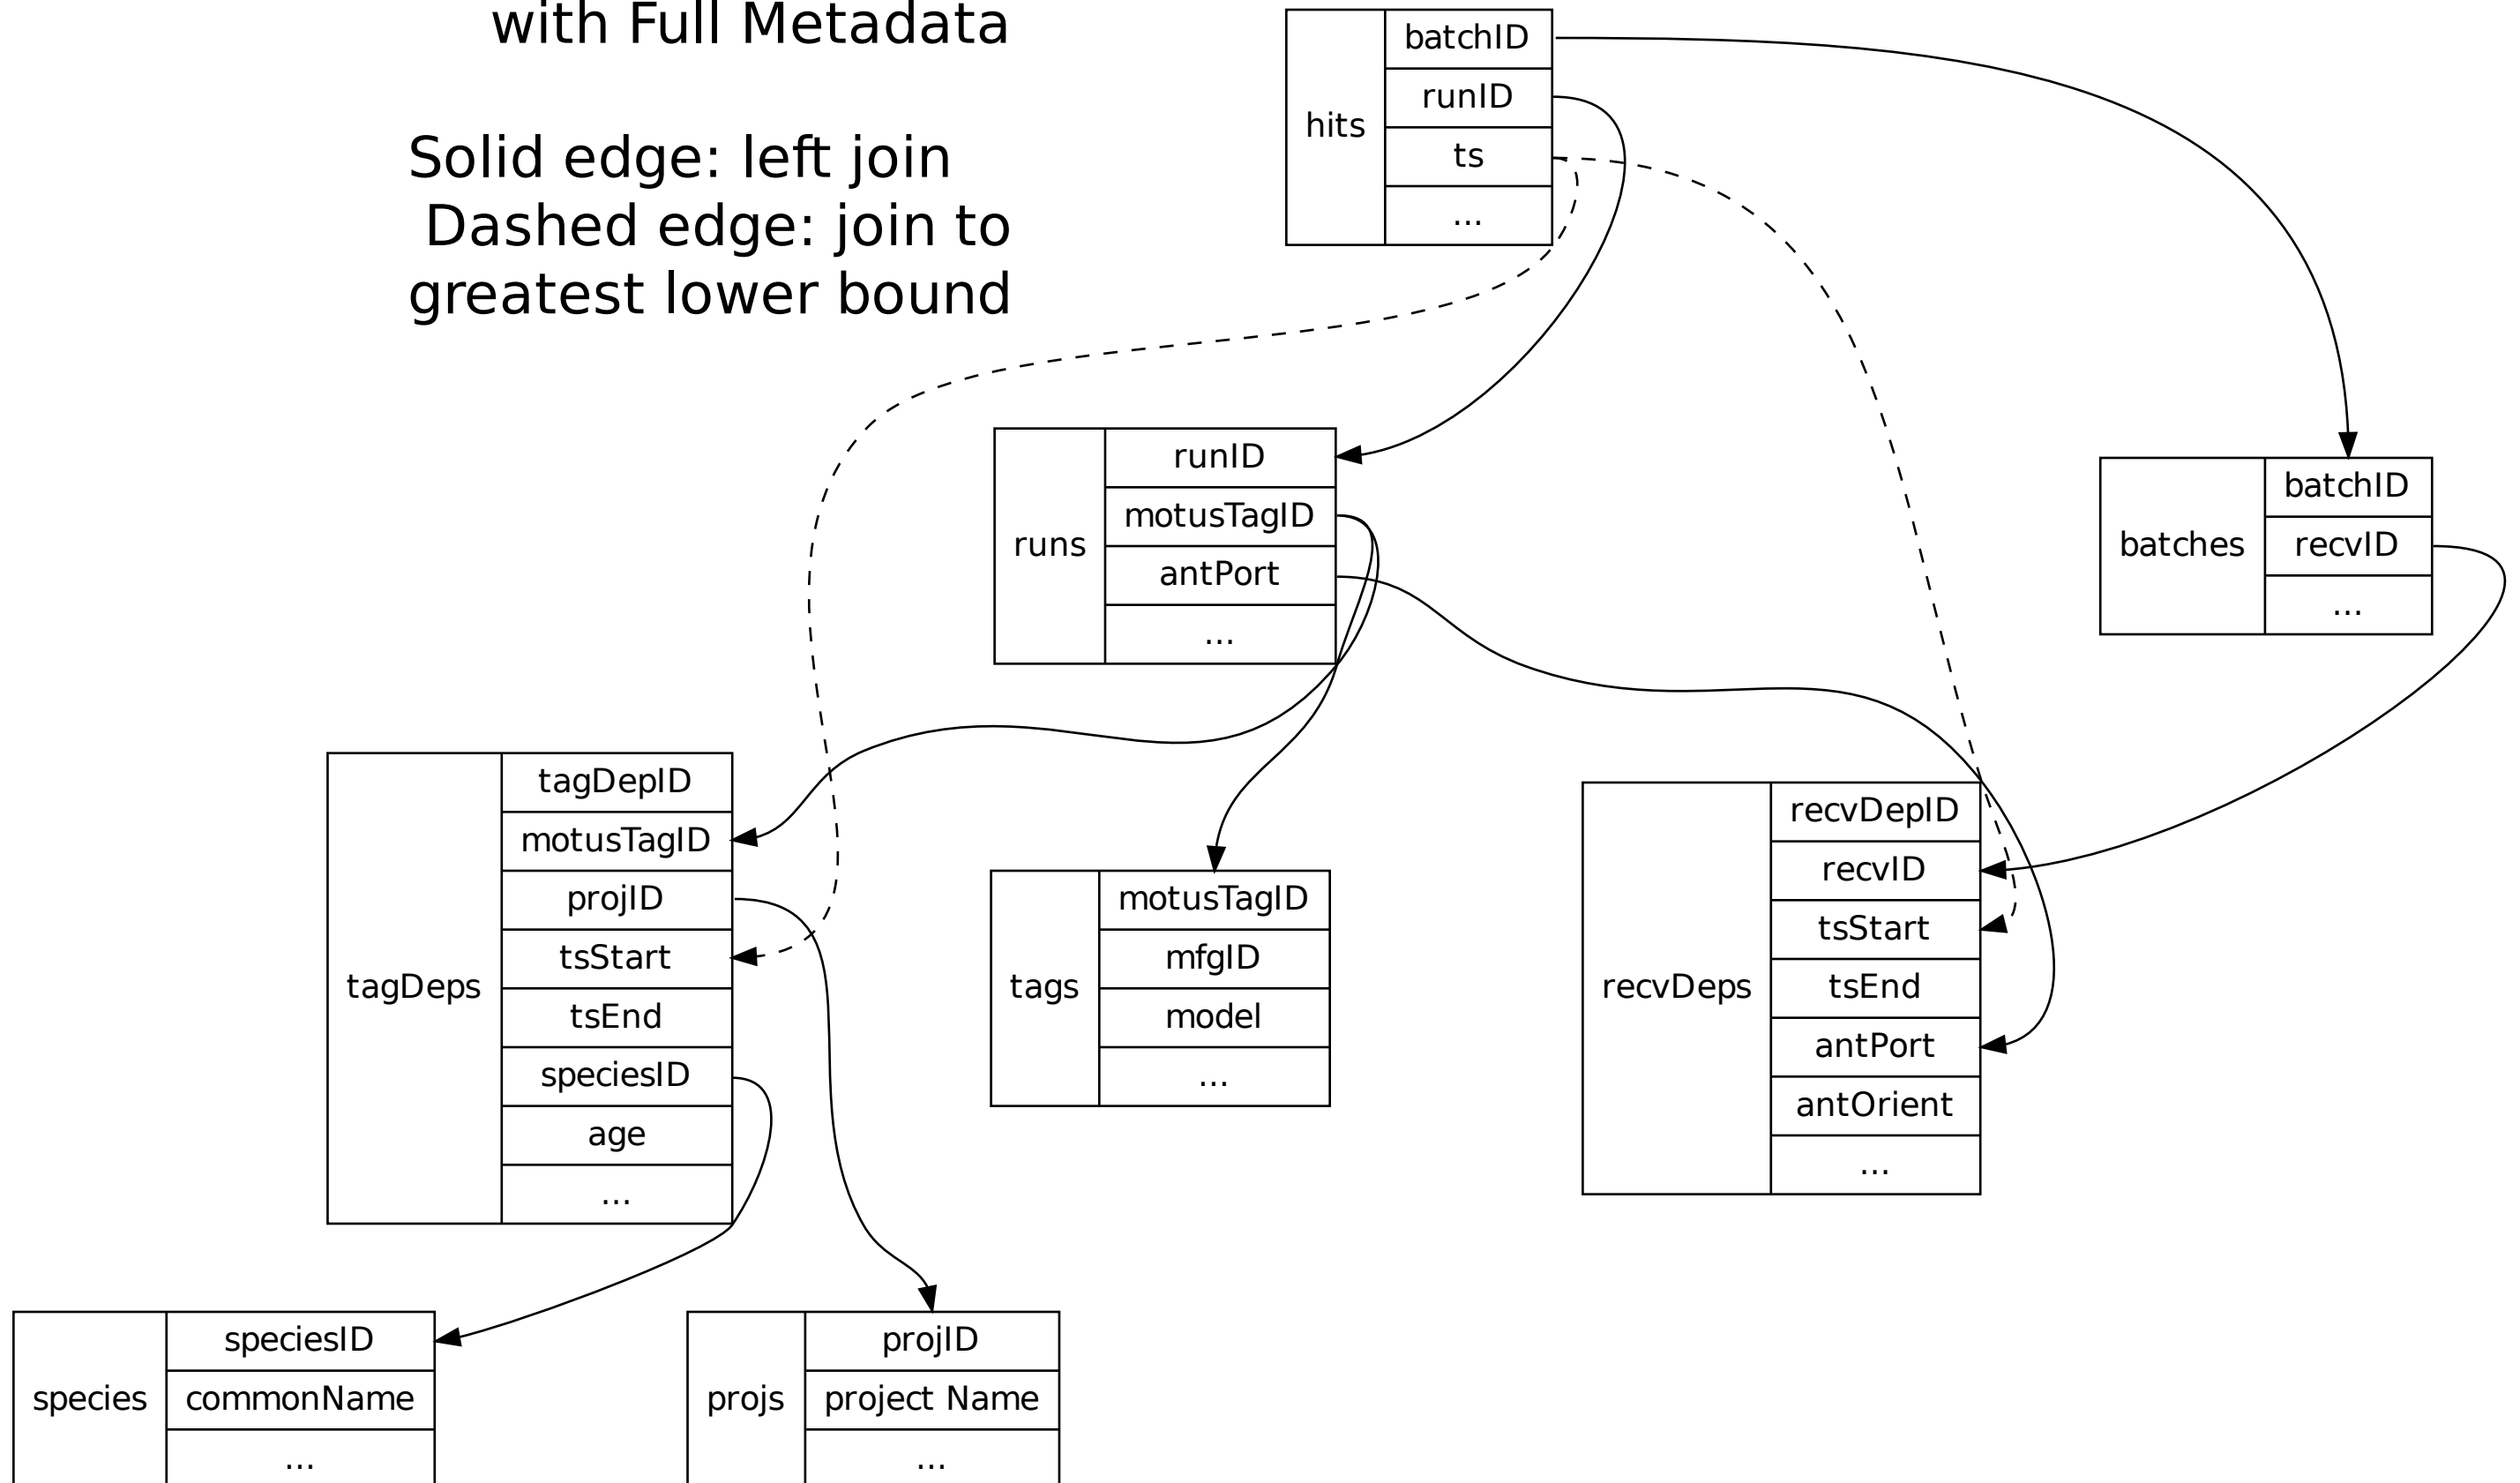 with Full Metadata
Solid edge: left join
Dashed edge: join to
greatest lower bound
hits
batchID
runID
ts
...
runs
runID
motusTagID
antPort
...
batches
batchID
recvID
...
tagDeps
tagDepID
motusTagID
projID
tsStart
tsEnd
speciesID
age
...
tags
motusTagID
mfgID
model
...
recvDeps
recvDepID
recvID
tsStart
tsEnd
antPort
antOrient
...
species
speciesID
commonName
...
projs
projID
project Name
...